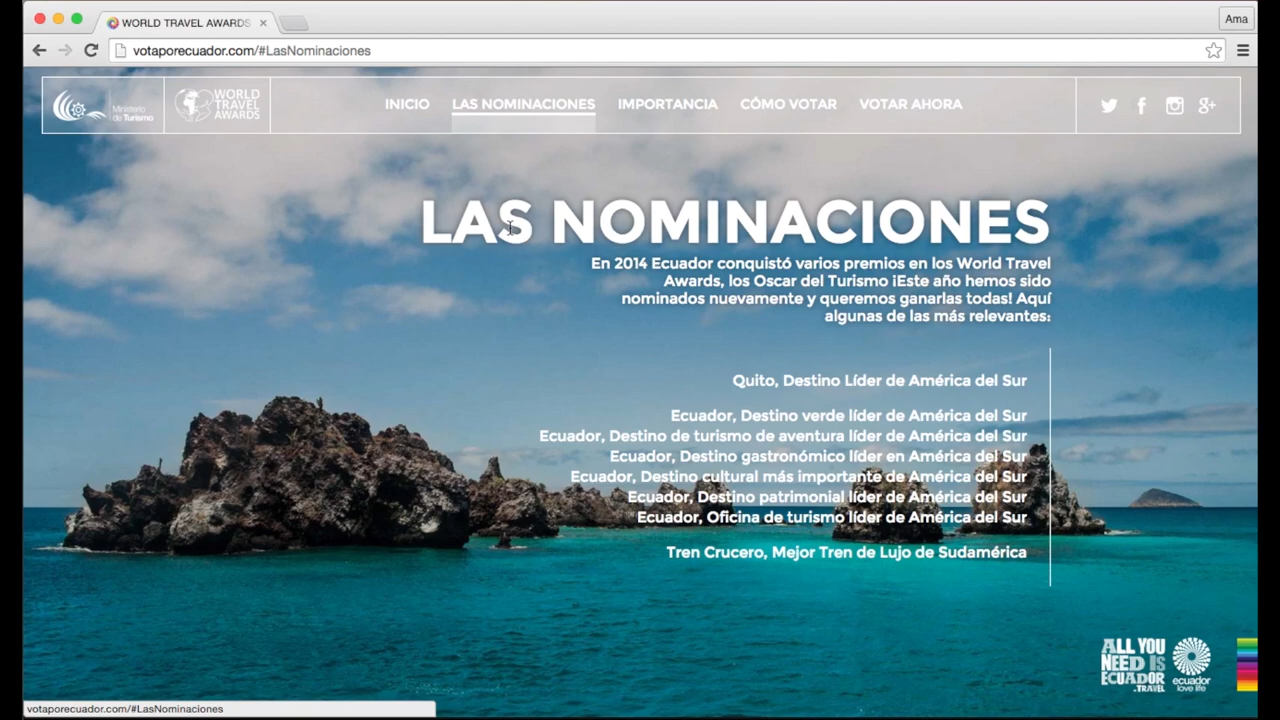 WORLD TRAVEL AWARDS
Ama
votaporecuador.com/#LasNominaciones
Ministerio
de Turismo
WORLD
TRAVEL
AWARDS
INICIO
LAS NOMINACIONES
IMPORTANCIA
CÓMO VOTAR
VOTAR AHORA
LAS NOMINACIONES
En 2014 Ecuador conquistó varios premios en los World Travel
Awards, los Oscar del Turismo ¡Este año hemos sido
nominados nuevamente y queremos ganarlas todas! Aquí
algunas de las más relevantes:
Quito, Destino Líder de América del Sur
Ecuador, Destino verde líder de América del Sur
Ecuador, Destino de turismo de aventura líder de América del Sur
Ecuador, Destino gastronómico líder en América del Sur
Ecuador, Destino cultural más importante de América del Sur
Ecuador, Destino patrimonial líder de América del Sur
Ecuador, Oficina de turismo líder de América del Sur
Tren Crucero, Mejor Tren de Lujo de Sudamérica
ALL YOU
NEED IS
ECUADOR
.TRAVEL
ecuador
love life
votaporecuador.com/#LasNominaciones